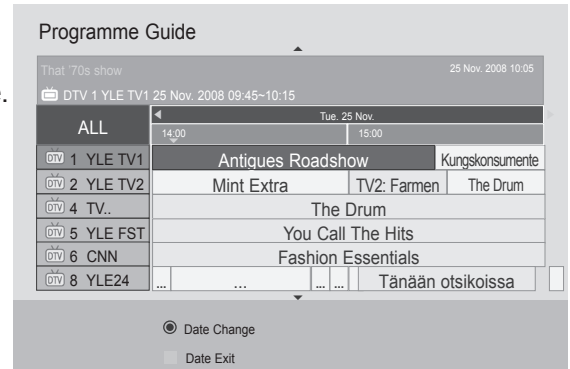 Programme Guide
e.
That '70s show
25 Nov. 2008 10:05
DTV 1 YLE TV1 25 Nov. 2008 09:45~10:15
ALL
Tue. 25 Nov.
14:00 15:00
DTV 1 YLE TV1 Antigues Roadshow Kungskonsumente
DTV 2 YLE TV2 Mint Extra TV2: Farmen The Drum
DTV 4 TV.. The Drum
DTV 5 YLE FST You Call The Hits
DTV 6 CNN Fashion Essentials
DTV 8 YLE24 ... ... ... ... Tänään otsikoissa
Date Change
Date Exit